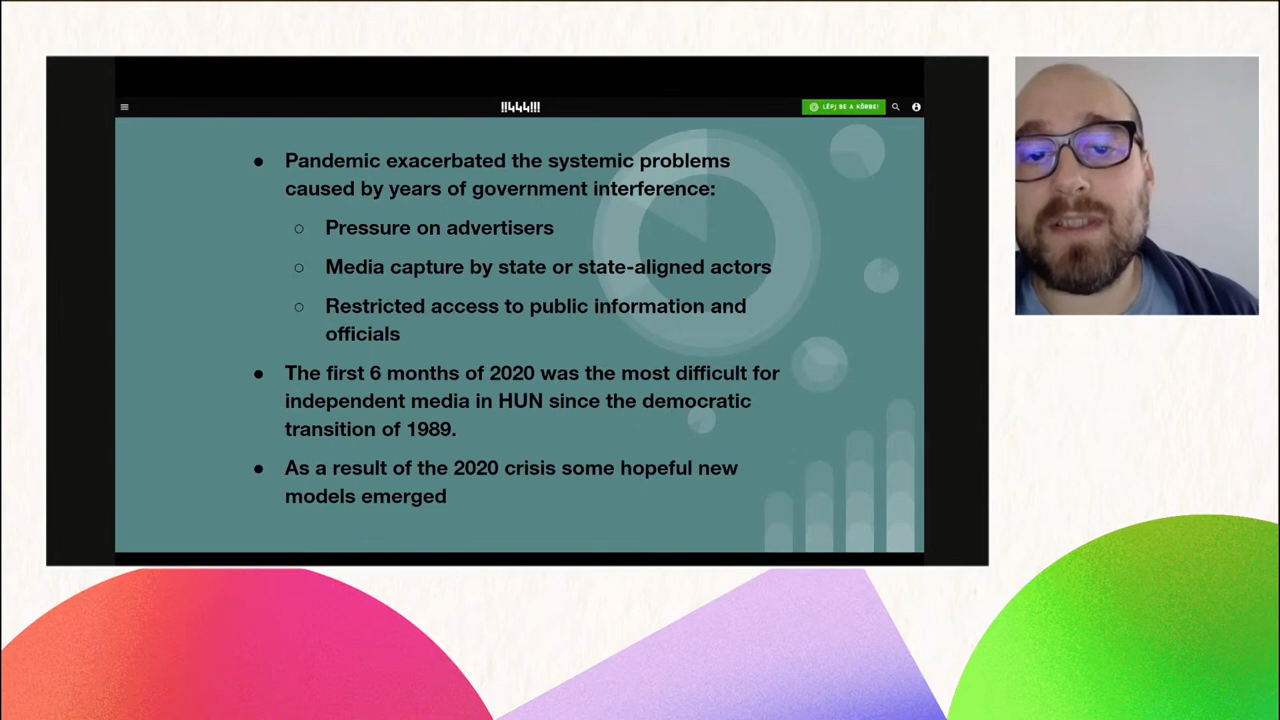 !!444!!!
LÉPJ BE A KÖRBE!
● Pandemic exacerbated the systemic problems
caused by years of government interference:
○ Pressure on advertisers
○ Media capture by state or state-aligned actors
○ Restricted access to public information and
officials
● The first 6 months of 2020 was the most difficult for
independent media in HUN since the democratic
transition of 1989.
● As a result of the 2020 crisis some hopeful new
models emerged